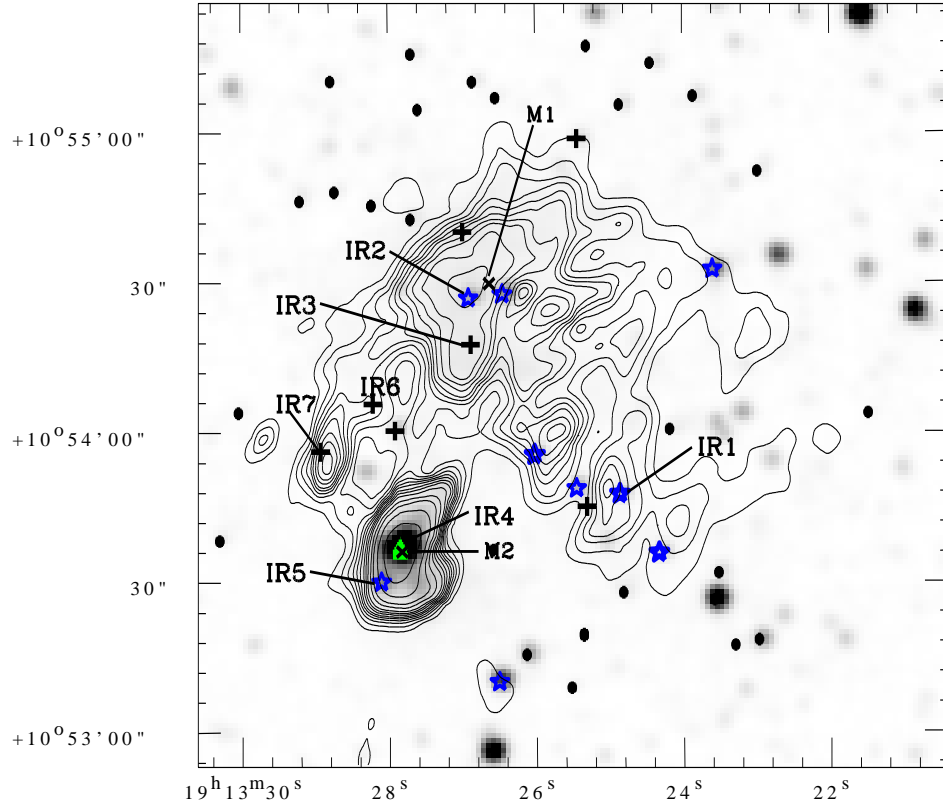 M1
+10°55'00"
IR2
30"
IR3
IR6
IR7
+10°54'00"
IR1
IR4
M2
IR5
30"
+10°53'00"
19ʰ13ᵐ30ˢ 28ˢ 26ˢ 24ˢ 22ˢ